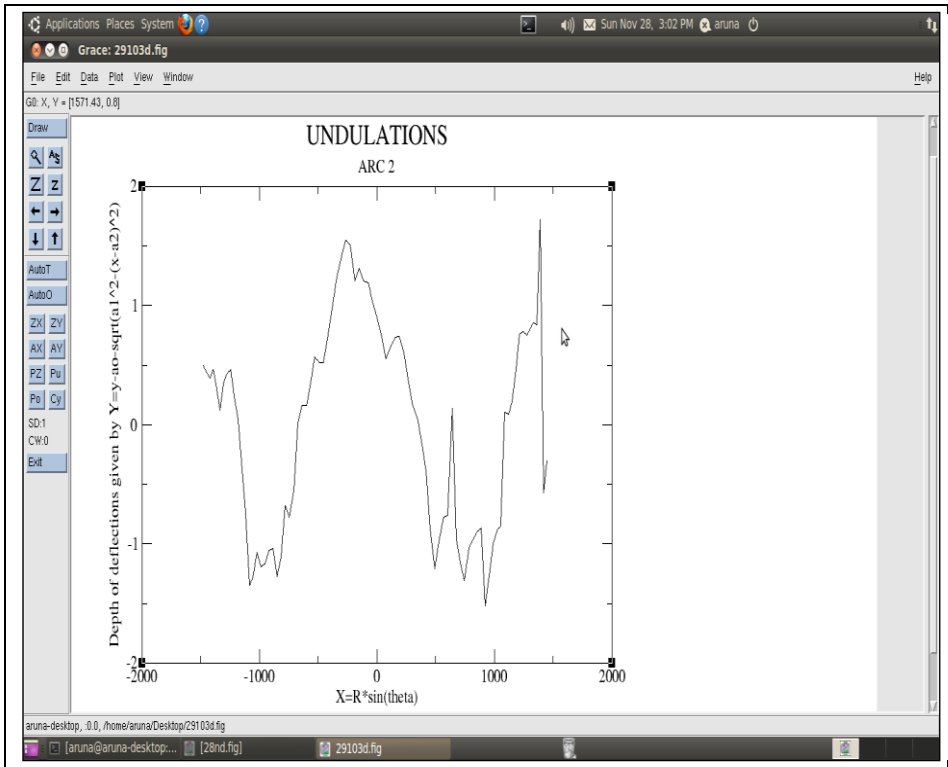 Applications Places System Sun Nov 28, 3:02 PM aruna
Grace: 29103d.fig
File Edit Data Plot View Window Help
G0: X, Y = [1571.43, 0.8]
Draw
A S
Z z
AutoT
AutoO
ZX ZY
AX AY
PZ Pu
Po Cy
SD:1
CW:0
Exit
UNDULATIONS
ARC 2
Depth of deflections given by Y=y-ao-sqrt(a1^2-(x-a2)^2)
2
1
0
-1
-2
-2000 -1000 0 1000 2000
X=R*sin(theta)
aruna-desktop, :0.0, /home/aruna/Desktop/29103d.fig
[aruna@aruna-desktop:... [28nd.fig] 29103d.fig